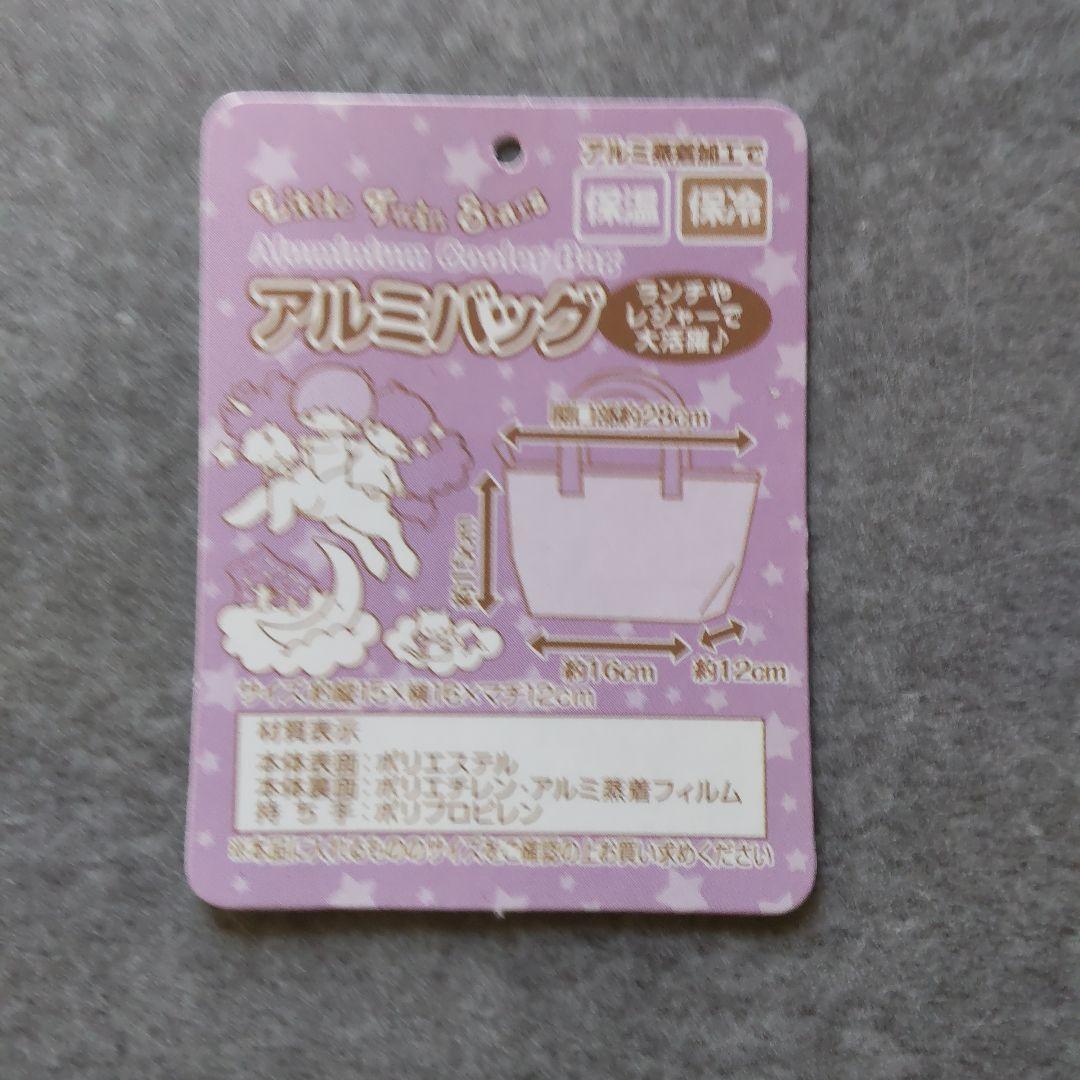 アルミ蒸着加工で
保温 保冷
Little Twin Stars
Aluminium Cooler Bag
アルミバッグ
ランチや
レジャーで
大活躍♪
約28cm
約15cm
約16cm
約12cm
サイズ:約縦15×横16×マチ12cm
材質表示
本体表面:ポリエステル
本体裏面:ポリエチレン・アルミ蒸着フィルム
持ち手:ポリプロピレン
※本品に入れるもののサイズをご確認の上お買い求めください